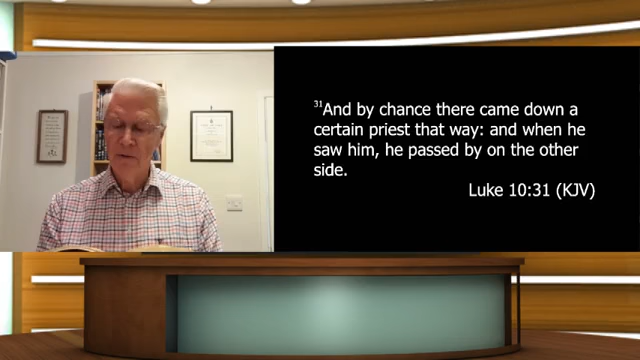 ³¹And by chance there came down a
certain priest that way: and when he
saw him, he passed by on the other
side.
Luke 10:31 (KJV)